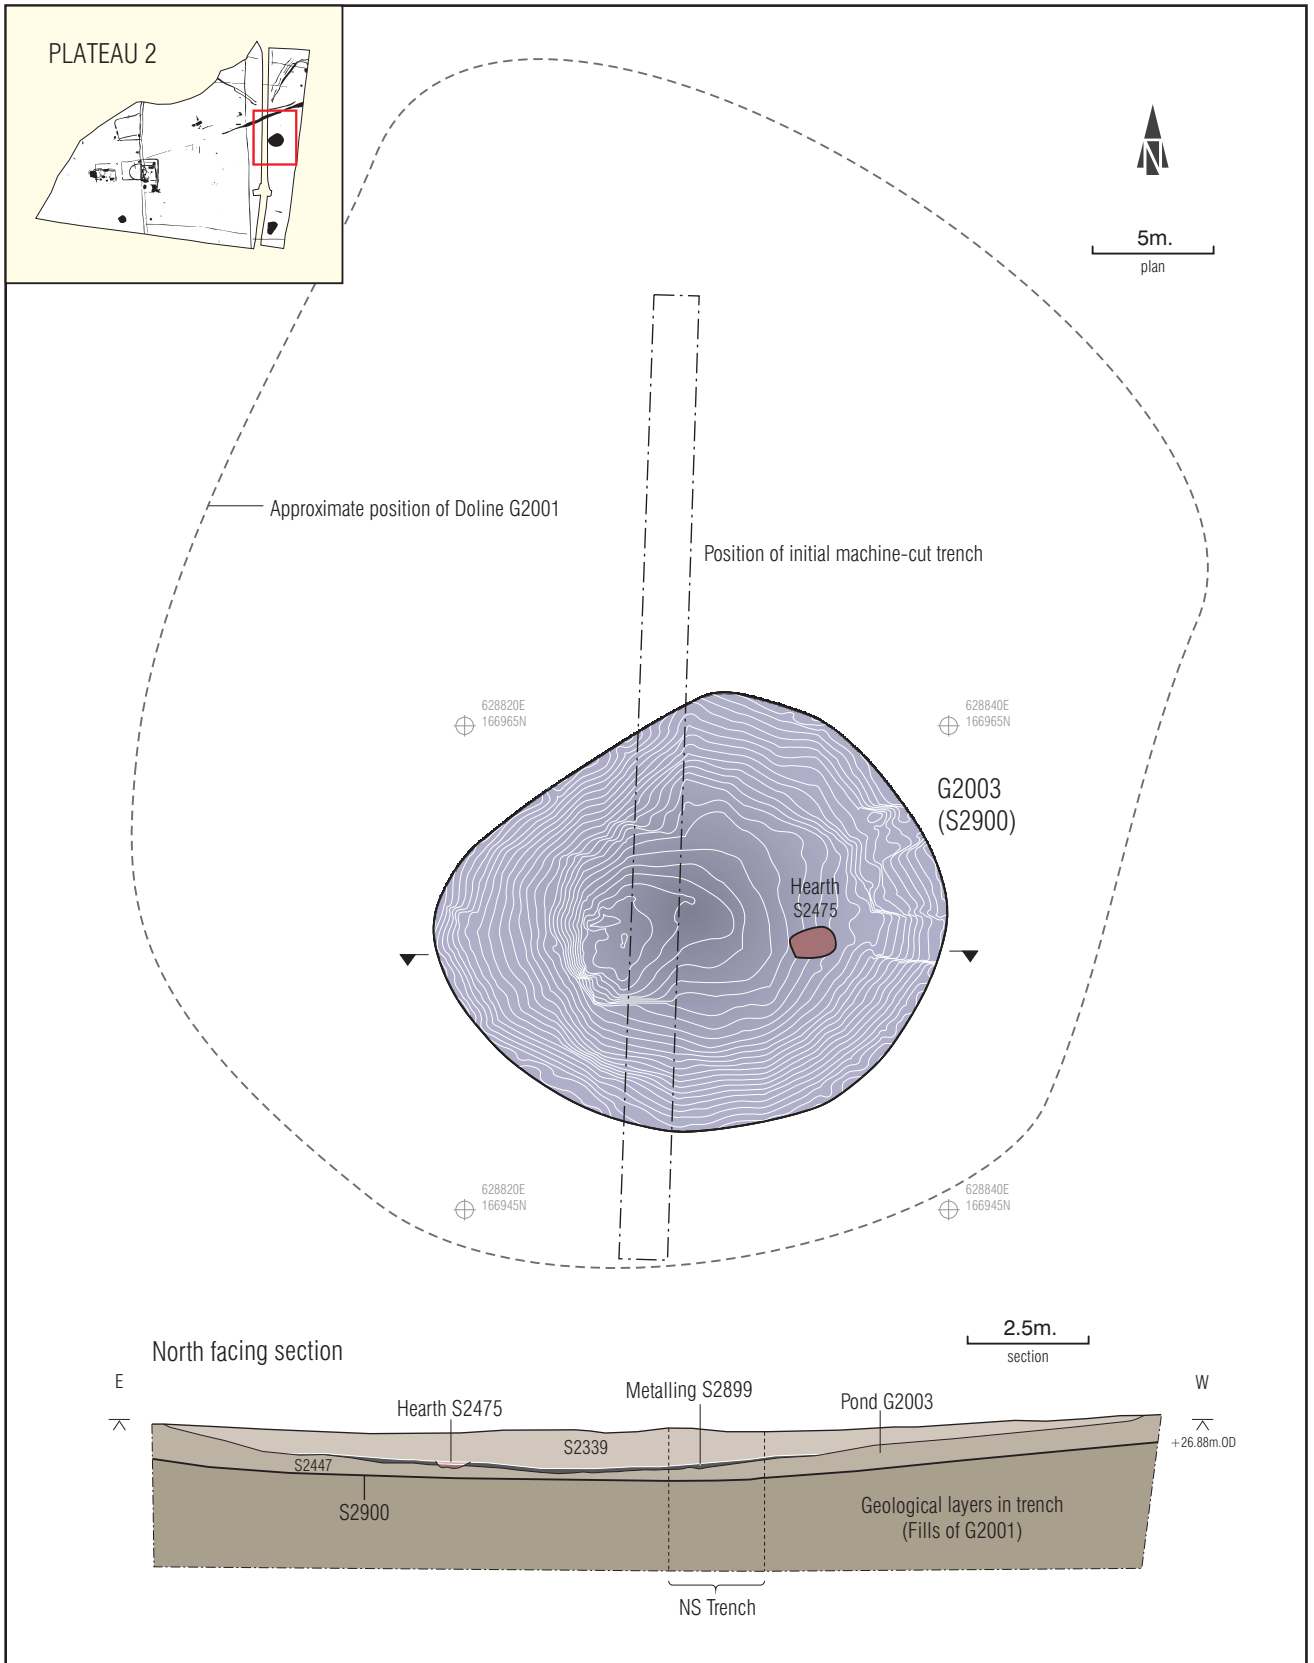 PLATEAU 2
N
5m.
plan
Approximate position of Doline G2001
Position of initial machine-cut trench
628820E
166965N
628840E
166965N
G2003
(S2900)
Hearth
S2475
628820E
166945N
628840E
166945N
2.5m.
section
North facing section
E
W
Hearth S2475
Metalling S2899
Pond G2003
+26.88m.OD
S2339
S2447
S2900
Geological layers in trench
(Fills of G2001)
NS Trench